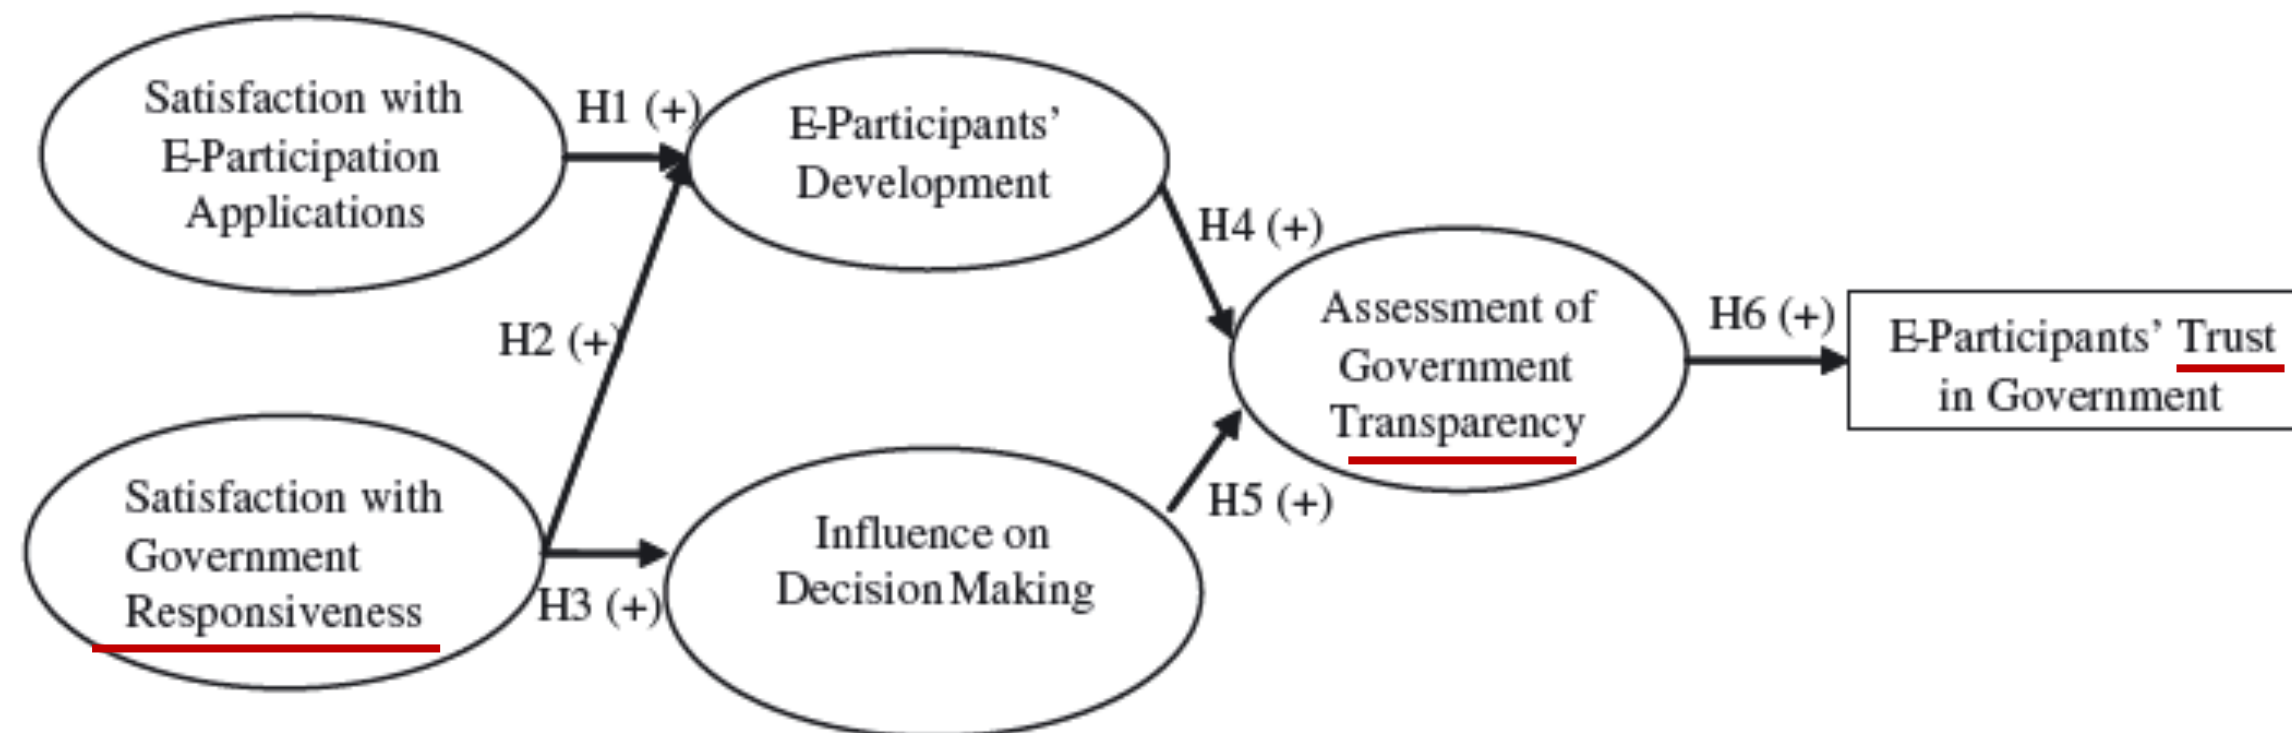 Satisfaction with
E-Participation
Applications
H1 (+)
E-Participants’
Development
H2 (+)
H4 (+)
Satisfaction with
Government
Responsiveness
H3 (+)
Influence on
Decision Making
H5 (+)
Assessment of
Government
Transparency
H6 (+)
E-Participants’ Trust
in Government